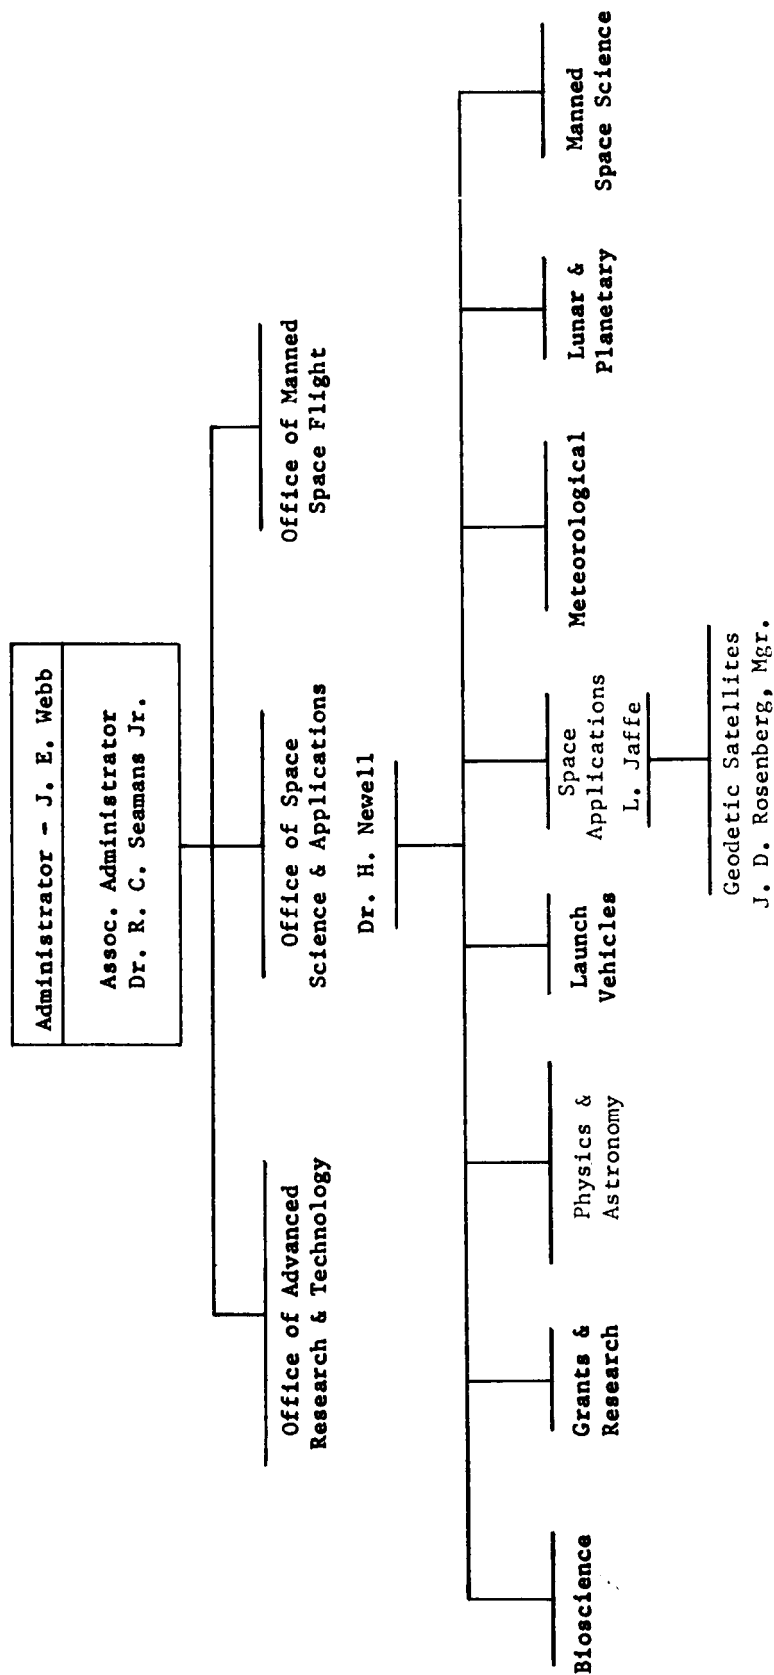 Administrator - J. E. Webb
Assoc. Administrator
Dr. R. C. Seamans Jr.
Office of Advanced
Research & Technology
Office of Space
Science & Applications
Dr. H. Newell
Office of Manned
Space Flight
Bioscience
Grants &
Research
Physics &
Astronomy
Launch
Vehicles
Space
Applications
L. Jaffe
Meteorological
Lunar &
Planetary
Manned
Space Science
Geodetic Satellites
J. D. Rosenberg, Mgr.